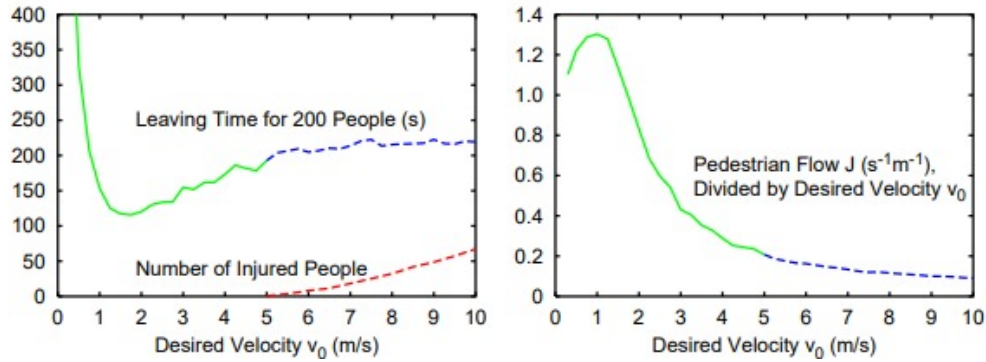 400
350
300
250
200
150
100
50
0
Leaving Time for 200 People (s)
Number of Injured People
0 1 2 3 4 5 6 7 8 9 10
Desired Velocity v0 (m/s)
1.4
1.2
1.0
0.8
0.6
0.4
0.2
0
Pedestrian Flow J (s-1m-1),
Divided by Desired Velocity v0
0 1 2 3 4 5 6 7 8 9 10
Desired Velocity v0 (m/s)